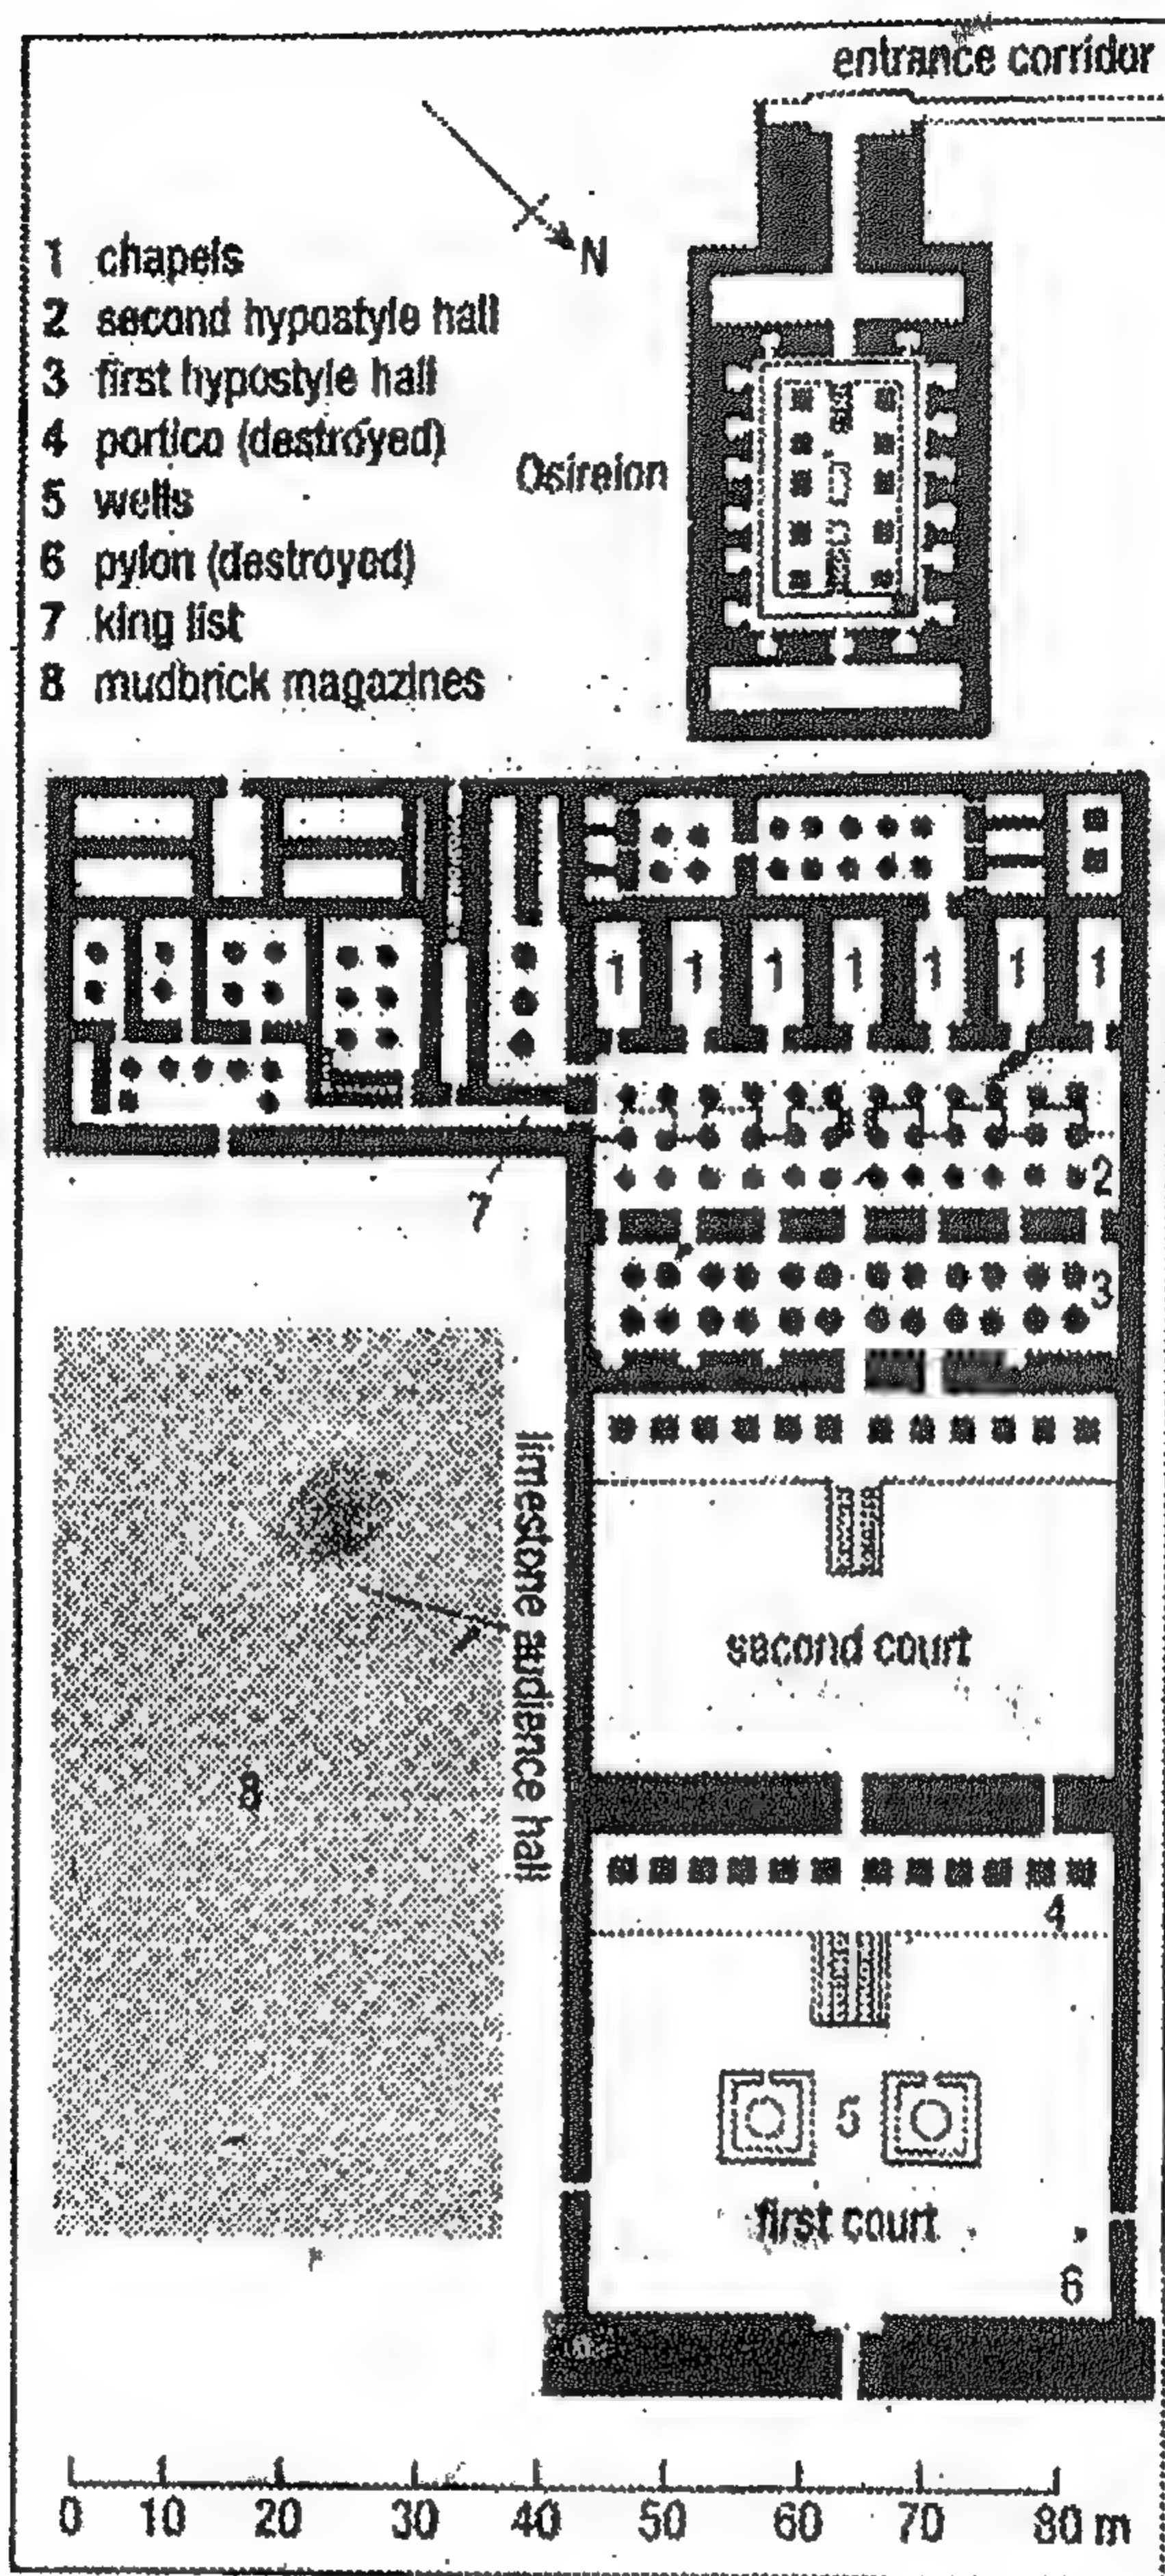 entrance corridor
N
1 chapels
2 second hypostyle hall
3 first hypostyle hall
4 portico (destroyed)
5 wells
6 pylon (destroyed)
7 king list
8 mudbrick magazines
Osireion
1 1 1 1 1 1 1
2
7
3
limestone audience hall
second court
8
4
5
first court
6
0 10 20 30 40 50 60 70 80 m